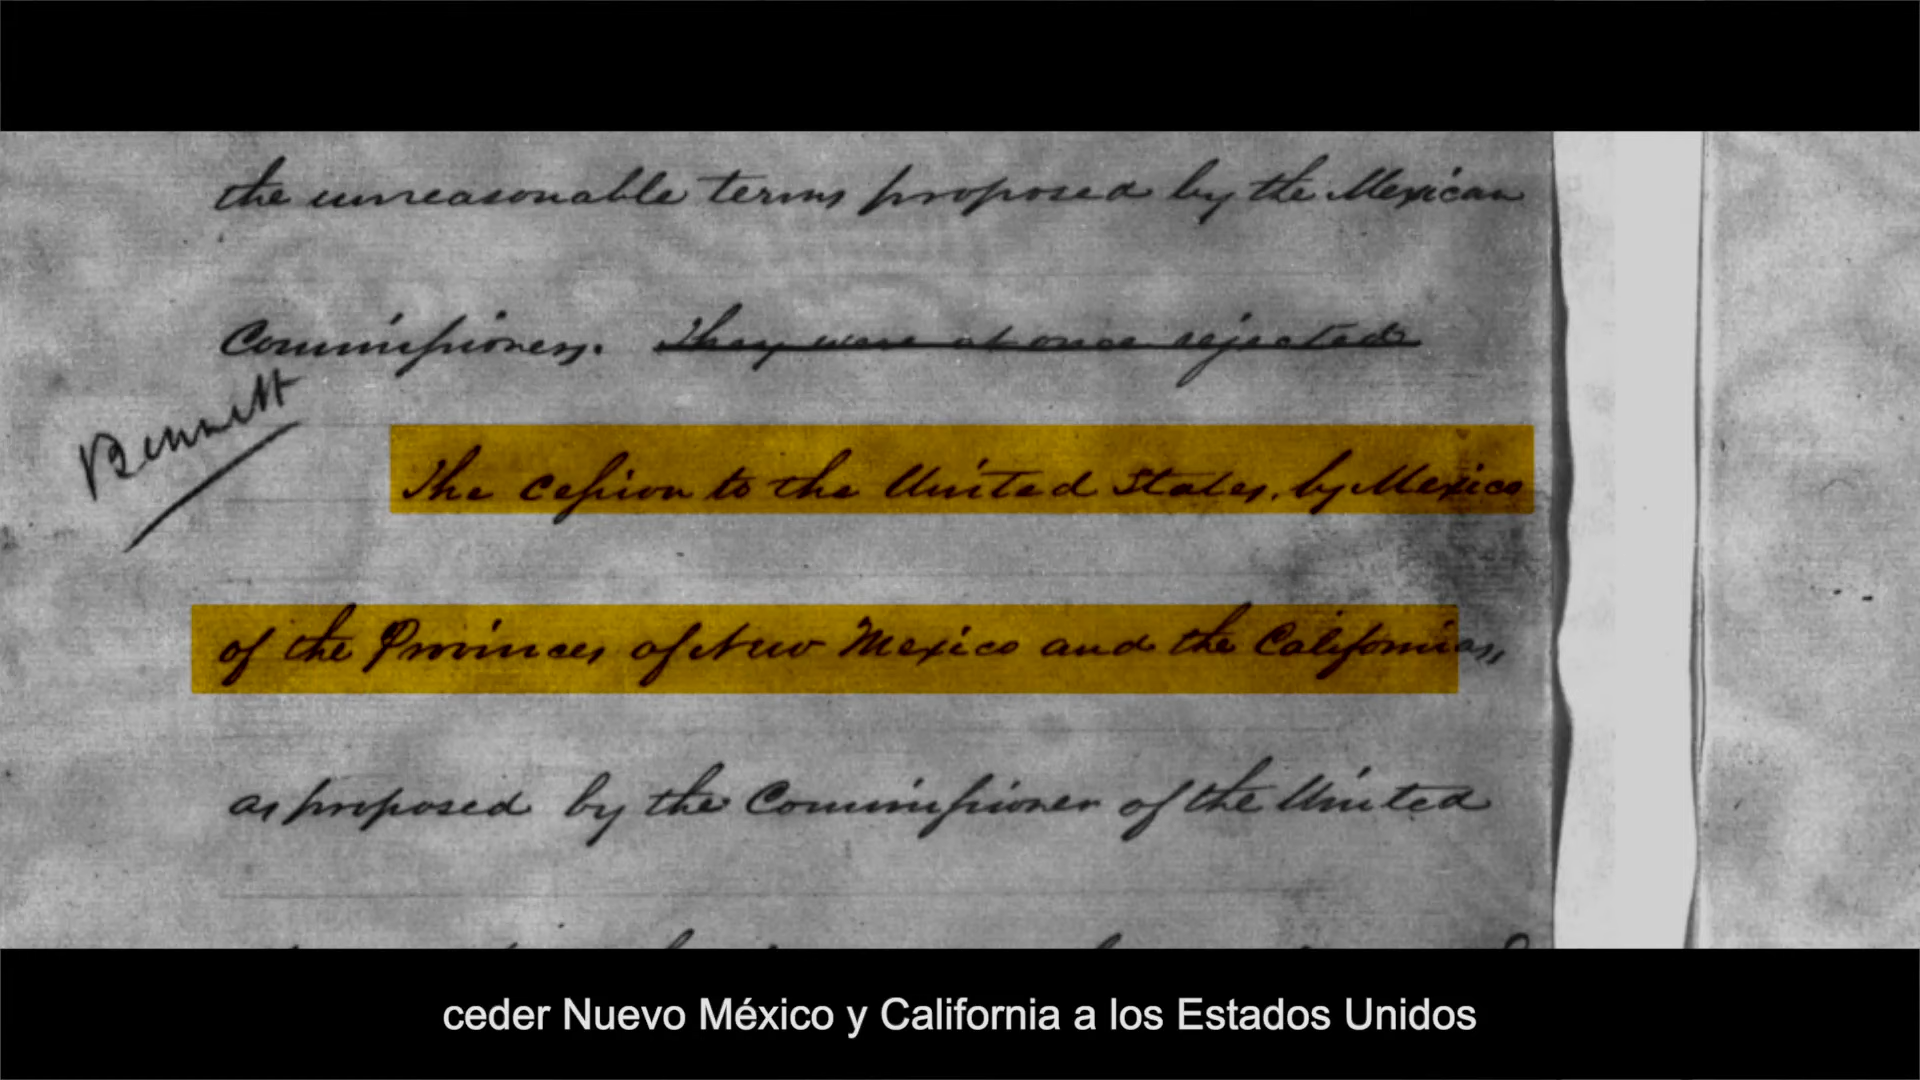 the unreasonable terms proposed by the Mexican
Commissioners. They were at once rejected
Bennett
The cession to the United States, by Mexico
of the Provinces of New Mexico and the Californias,
as proposed by the Commissioner of the United
ceder Nuevo México y California a los Estados Unidos